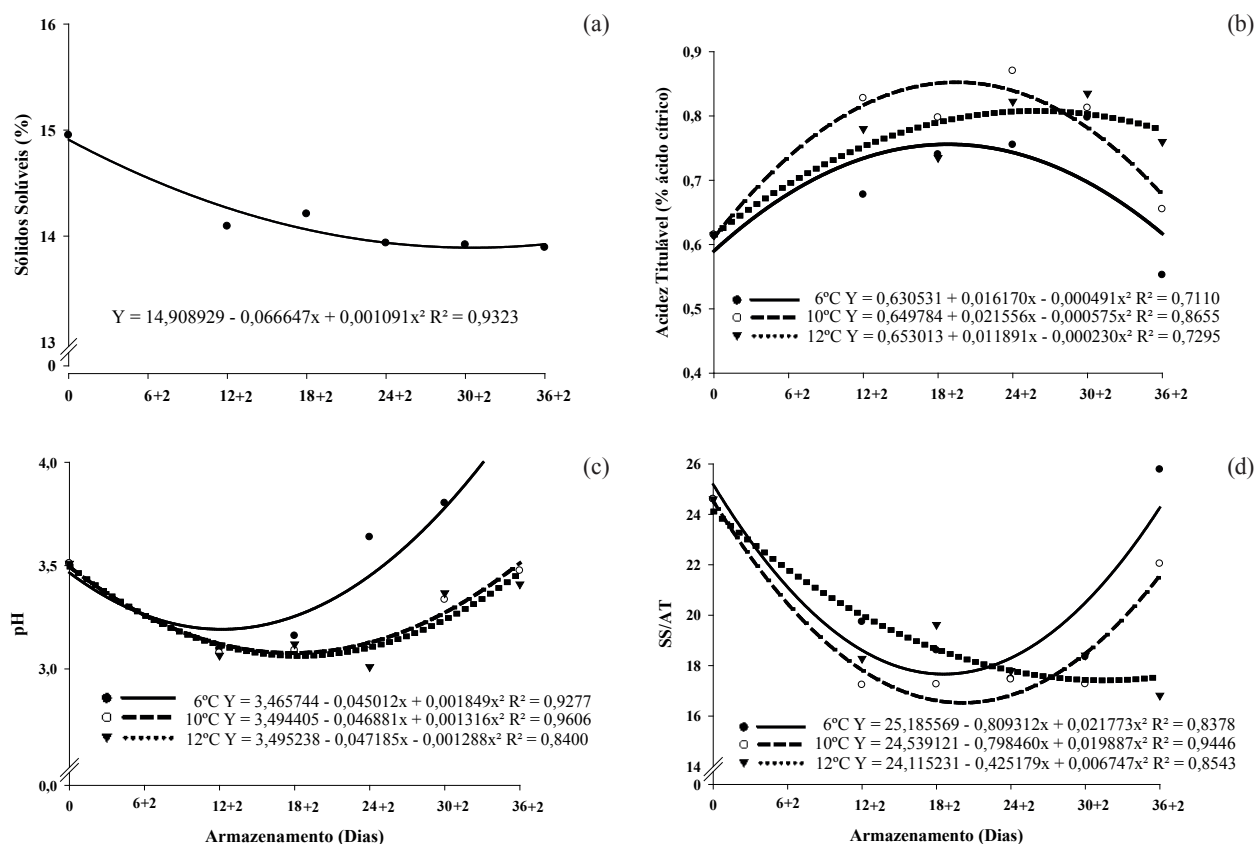 (a)
16
15
14
13
0
Sólidos Solúveis (%)
Y = 14,908929 - 0,066647x + 0,001091x² R² = 0,9323
0 6+2 12+2 18+2 24+2 30+2 36+2
(b)
0,9
0,8
0,7
0,6
0,5
0,4
Acidez Titulável (% ácido cítrico)
6ºC Y = 0,630531 + 0,016170x - 0,000491x² R² = 0,7110
10ºC Y = 0,649784 + 0,021556x - 0,000575x² R² = 0,8655
12ºC Y = 0,653013 + 0,011891x - 0,000230x² R² = 0,7295
0 6+2 12+2 18+2 24+2 30+2 36+2
(c)
4,0
3,5
3,0
0,0
pH
6ºC Y = 3,465744 - 0,045012x + 0,001849x² R² = 0,9277
10ºC Y = 3,494405 - 0,046881x + 0,001316x² R² = 0,9606
12ºC Y = 3,495238 - 0,047185x - 0,001288x² R² = 0,8400
0 6+2 12+2 18+2 24+2 30+2 36+2
Armazenamento (Dias)
(d)
26
24
22
20
18
16
14
0
SS/AT
6ºC Y = 25,185569 - 0,809312x + 0,021773x² R² = 0,8378
10ºC Y = 24,539121 - 0,798460x + 0,019887x² R² = 0,9446
12ºC Y = 24,115231 - 0,425179x + 0,006747x² R² = 0,8543
0 6+2 12+2 18+2 24+2 30+2 36+2
Armazenamento (Dias)